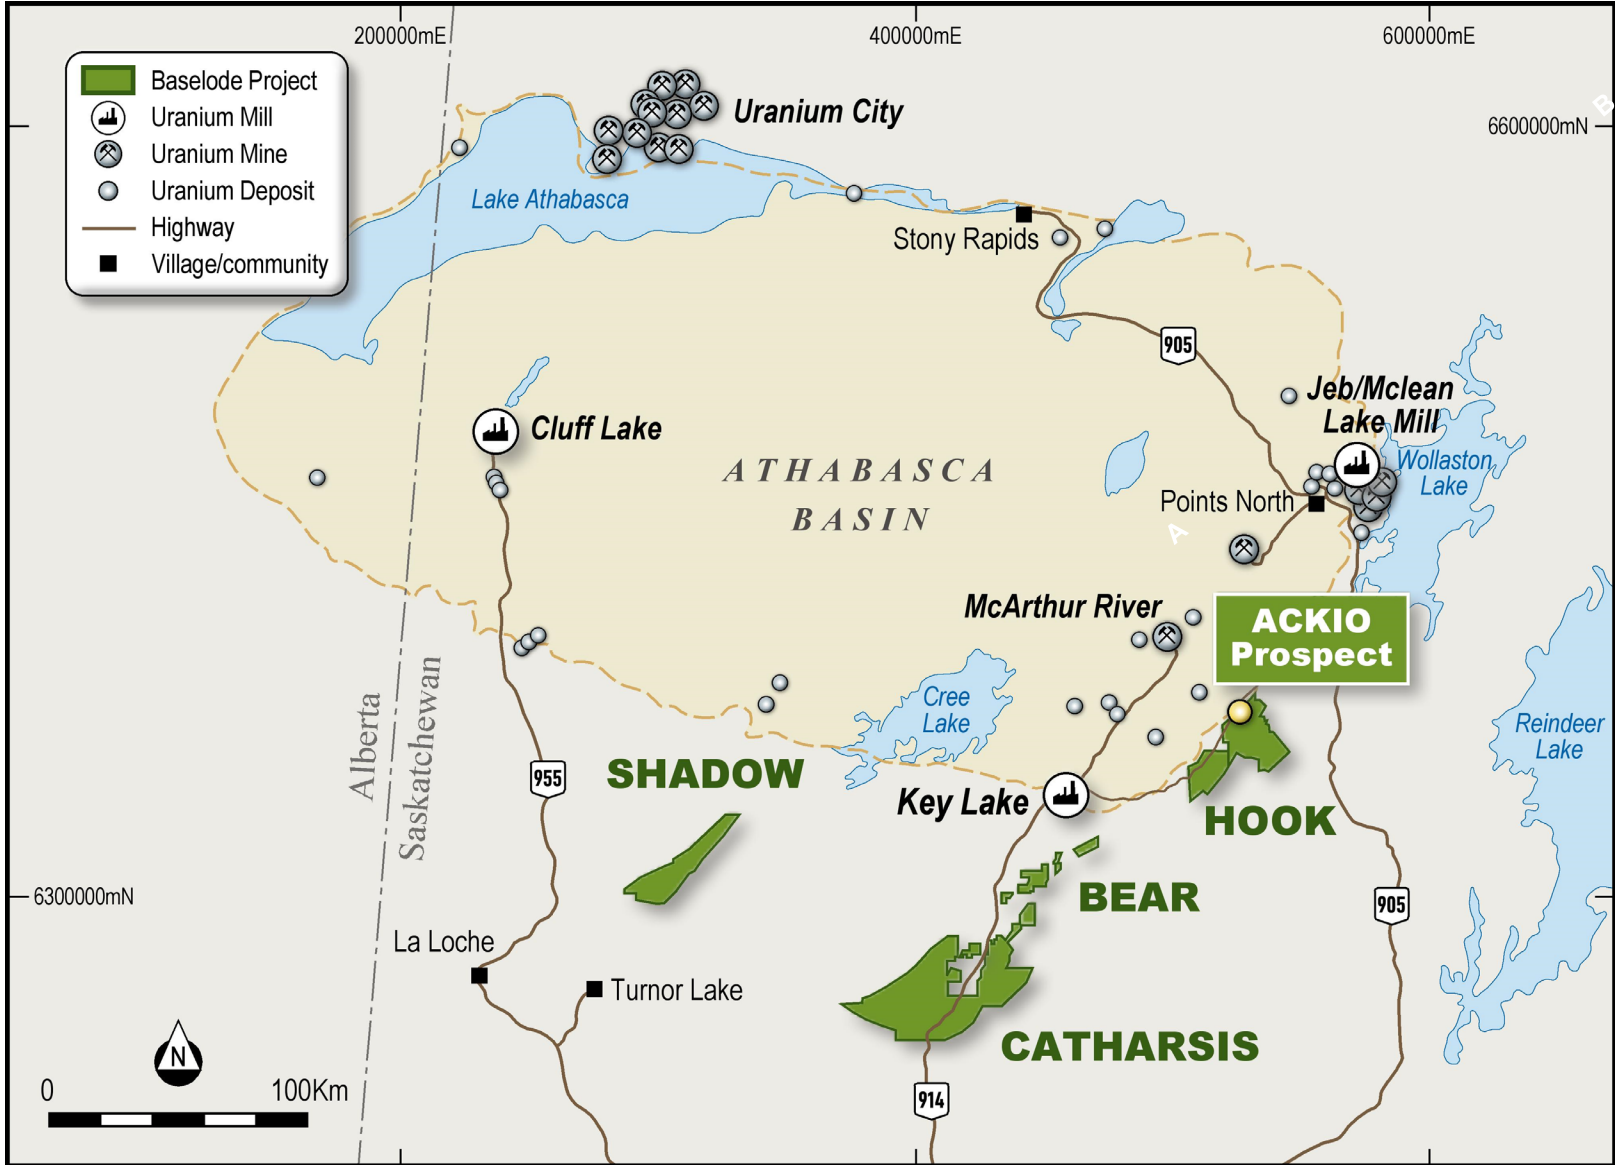 200000mE
400000mE
600000mE
Baselode Project
Uranium Mill
Uranium Mine
Uranium Deposit
Highway
Village/community
Uranium City
B
6600000mN
Lake Athabasca
Stony Rapids
905
Jeb/Mclean
Lake Mill
Cluff Lake
ATHABASCA
BASIN
Wollaston
Lake
Points North
A
McArthur River
ACKIO
Prospect
Cree
Lake
Reindeer
Lake
Alberta
Saskatchewan
955
SHADOW
Key Lake
HOOK
BEAR
6300000mN
905
La Loche
Turnor Lake
CATHARSIS
N
0
100Km
914